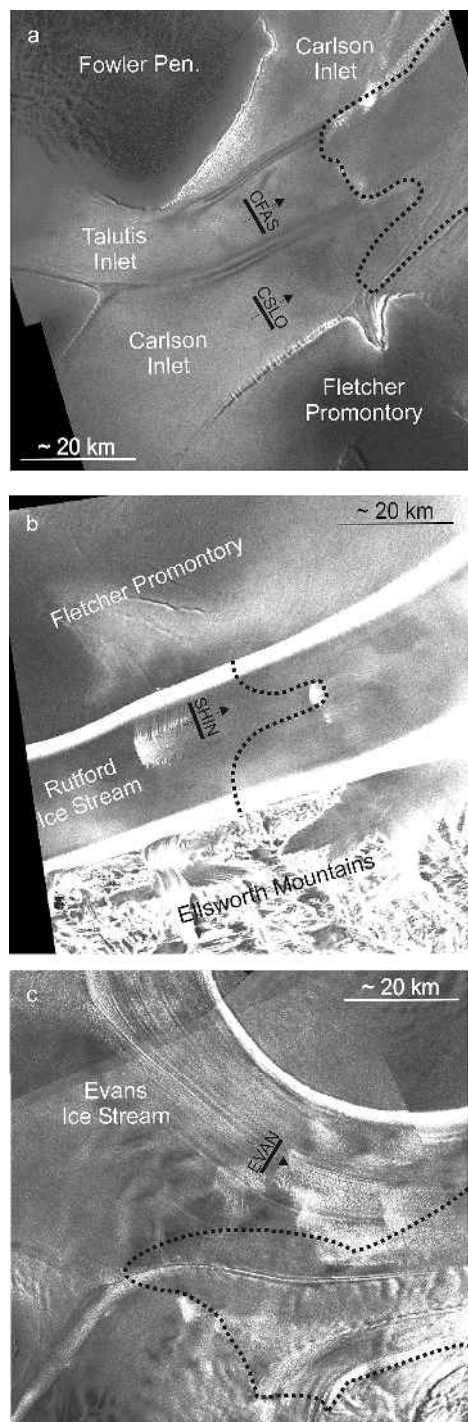 a
Fowler Pen.
Carlson
Inlet
CFAS
Talutis
Inlet
CSLO
Carlson
Inlet
Fletcher
Promontory
~ 20 km
b
~ 20 km
Fletcher Promontory
SHIN
Rutford
Ice Stream
Ellsworth Mountains
c
~ 20 km
Evans
Ice Stream
EVAN